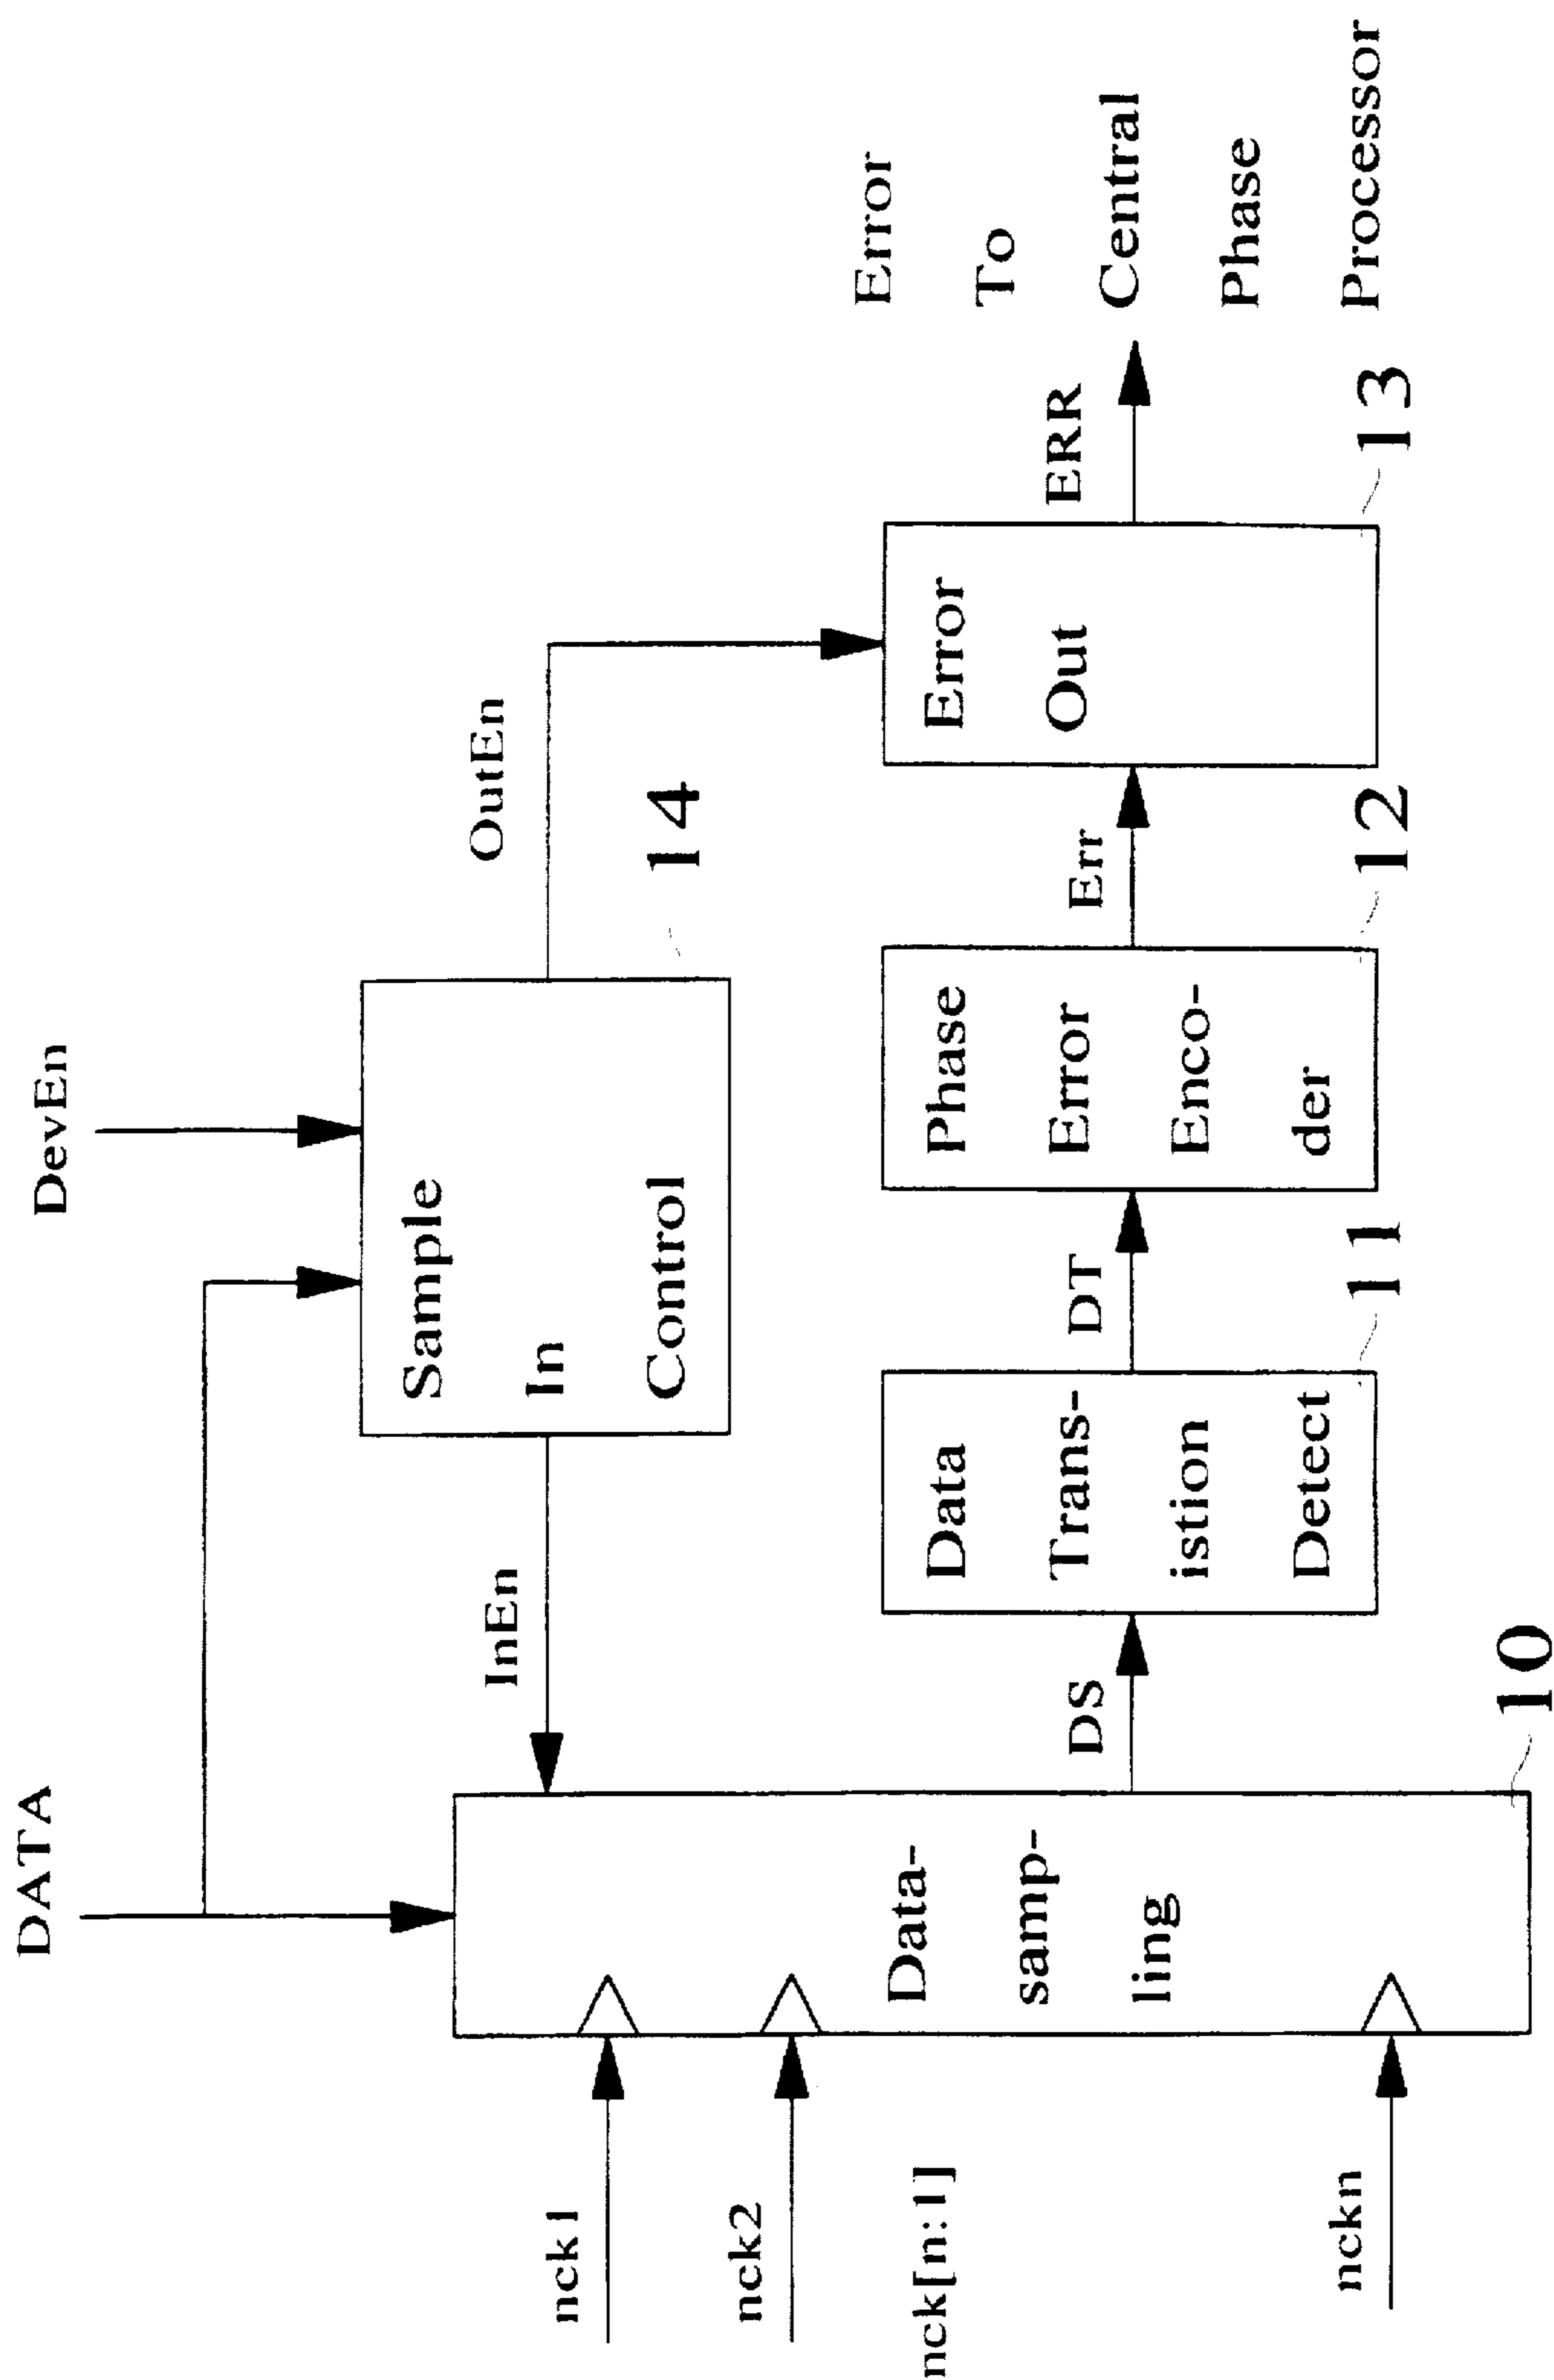 DATA
DevEn
Sample
In
Control
14
InEn
OutEn
nck1
nck2
nck[n:1]
nckn
Data-
samp-
ling
10
DS
Data
Trans-
istion
Detect
11
DT
Phase
Error
Enco-
der
12
Err
Error
Out
13
ERR
Error
To
Central
Phase
Processor